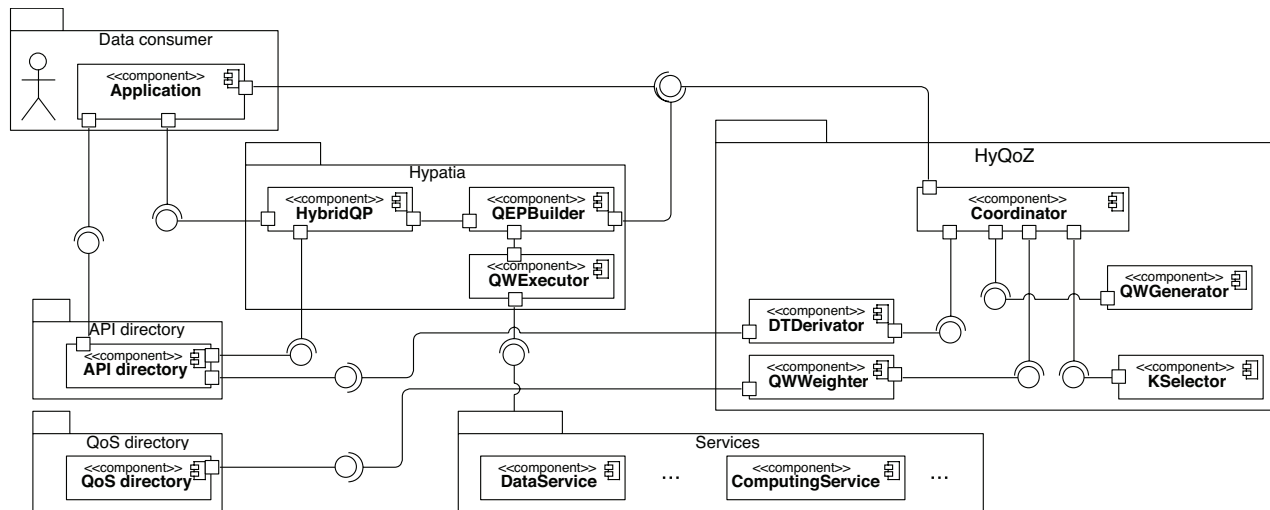 Data consumer
<<component>>
Application
HyQoZ
Hypatia
<<component>>
HybridQP
<<component>>
QEPBuilder
<<component>>
Coordinator
<<component>>
QWExecutor
<<component>>
QWGenerator
API directory
<<component>>
API directory
<<component>>
DTDerivator
<<component>>
QWWeighter
<<component>>
KSelector
QoS directory
<<component>>
QoS directory
Services
<<component>>
DataService
...
<<component>>
ComputingService
...